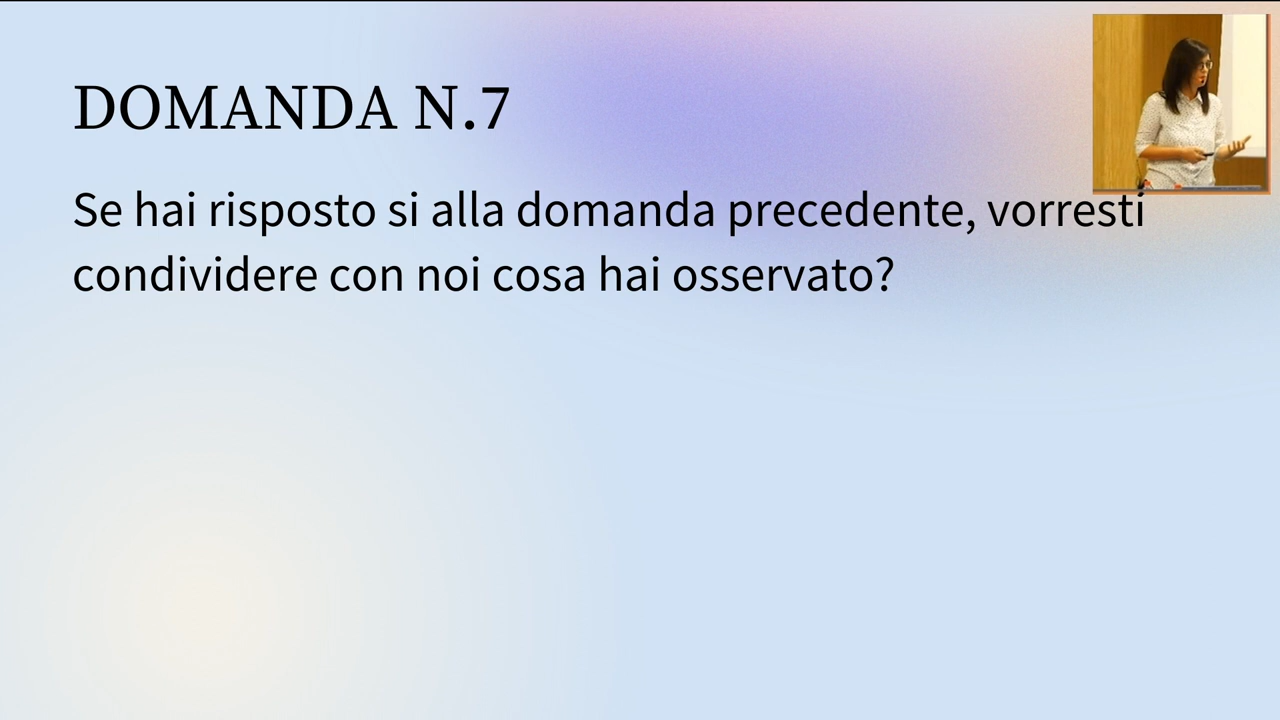 DOMANDA N.7
Se hai risposto si alla domanda precedente, vorresti
condividere con noi cosa hai osservato?